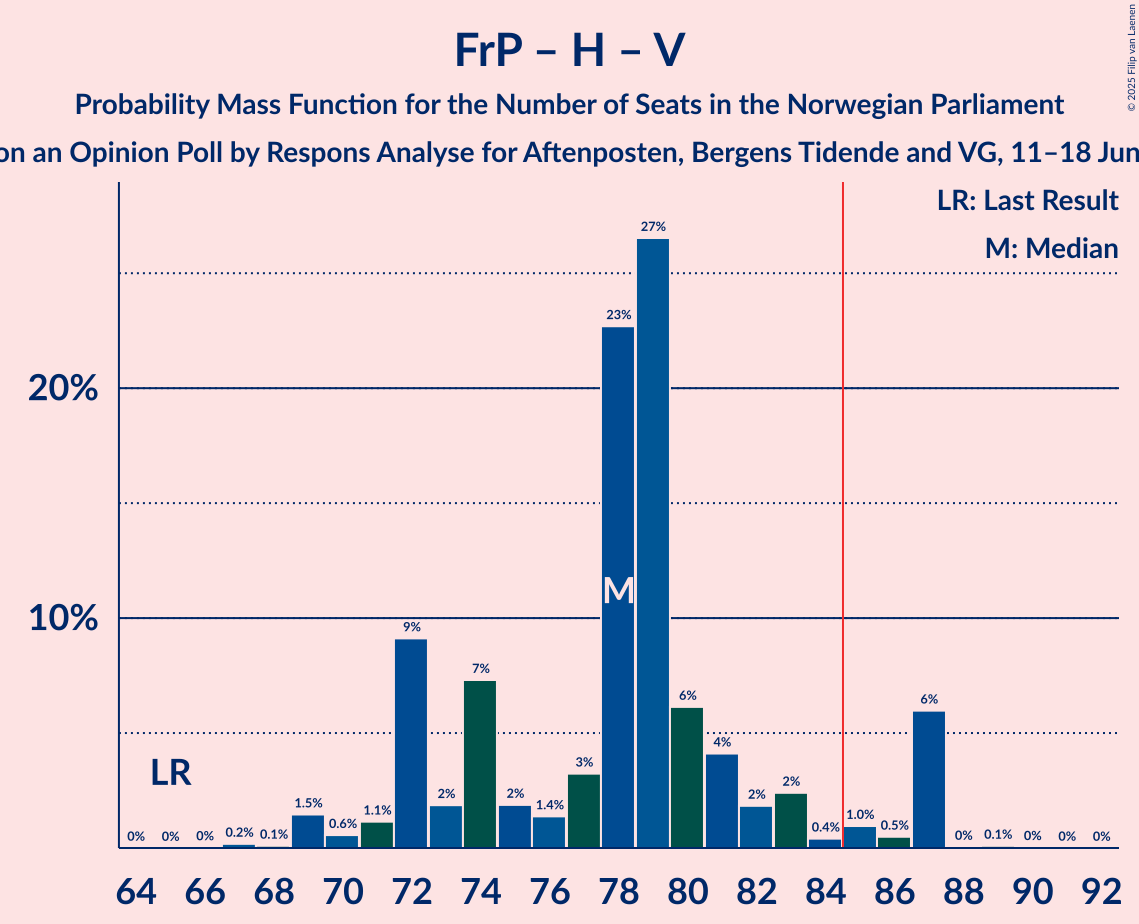 FrP – H – V
Probability Mass Function for the Number of Seats in the Norwegian Parliament
on an Opinion Poll by Respons Analyse for Aftenposten, Bergens Tidende and VG, 11–18 Jun
© 2025 Filip van Laenen
LR: Last Result
M: Median
20%
10%
0% 0% 0% 0.2% 0.1% 1.5% 0.6% 1.1% 9% 2% 7% 2% 1.4% 3% 23% 27% 6% 4% 2% 2% 0.4% 1.0% 0.5% 6% 0% 0.1% 0% 0% 0%
M
LR
64 66 68 70 72 74 76 78 80 82 84 86 88 90 92